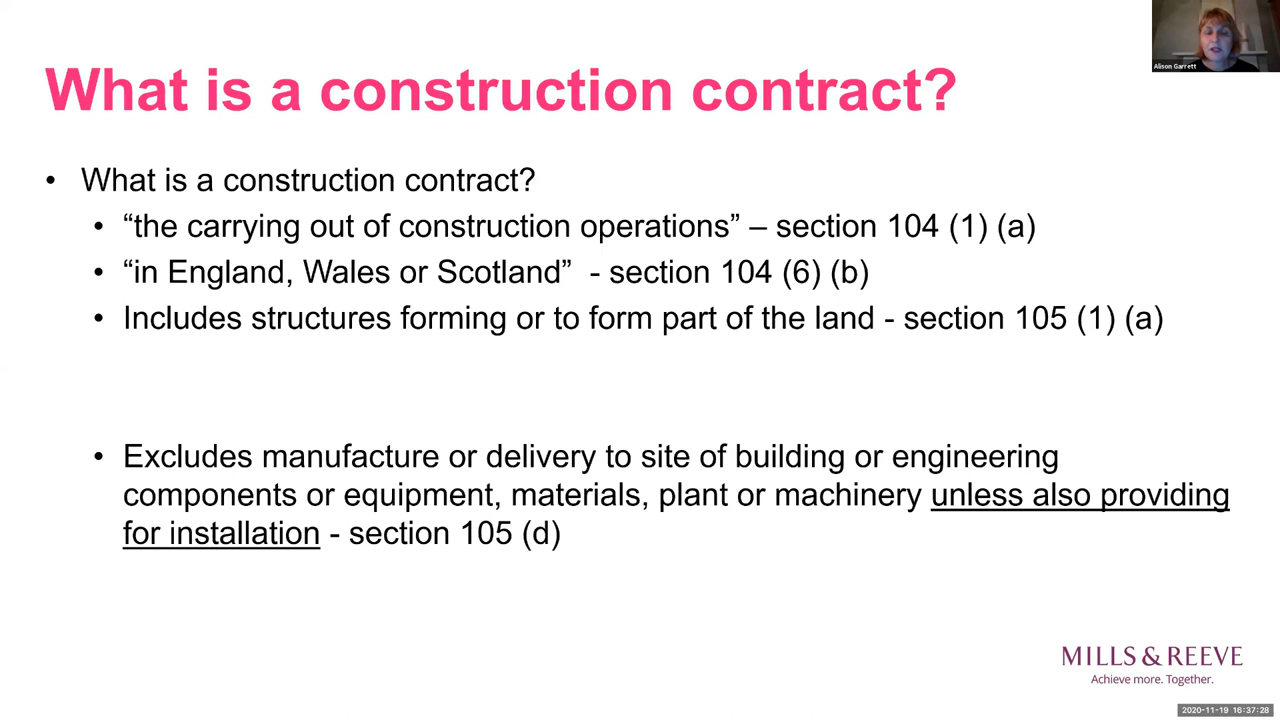 Alison Garrett
What is a construction contract?
• What is a construction contract?
• “the carrying out of construction operations” – section 104 (1) (a)
• “in England, Wales or Scotland”  - section 104 (6) (b)
• Includes structures forming or to form part of the land - section 105 (1) (a)
• Excludes manufacture or delivery to site of building or engineering
components or equipment, materials, plant or machinery unless also providing
for installation - section 105 (d)
MILLS & REEVE
Achieve more. Together.
2020-11-19 16:37:28